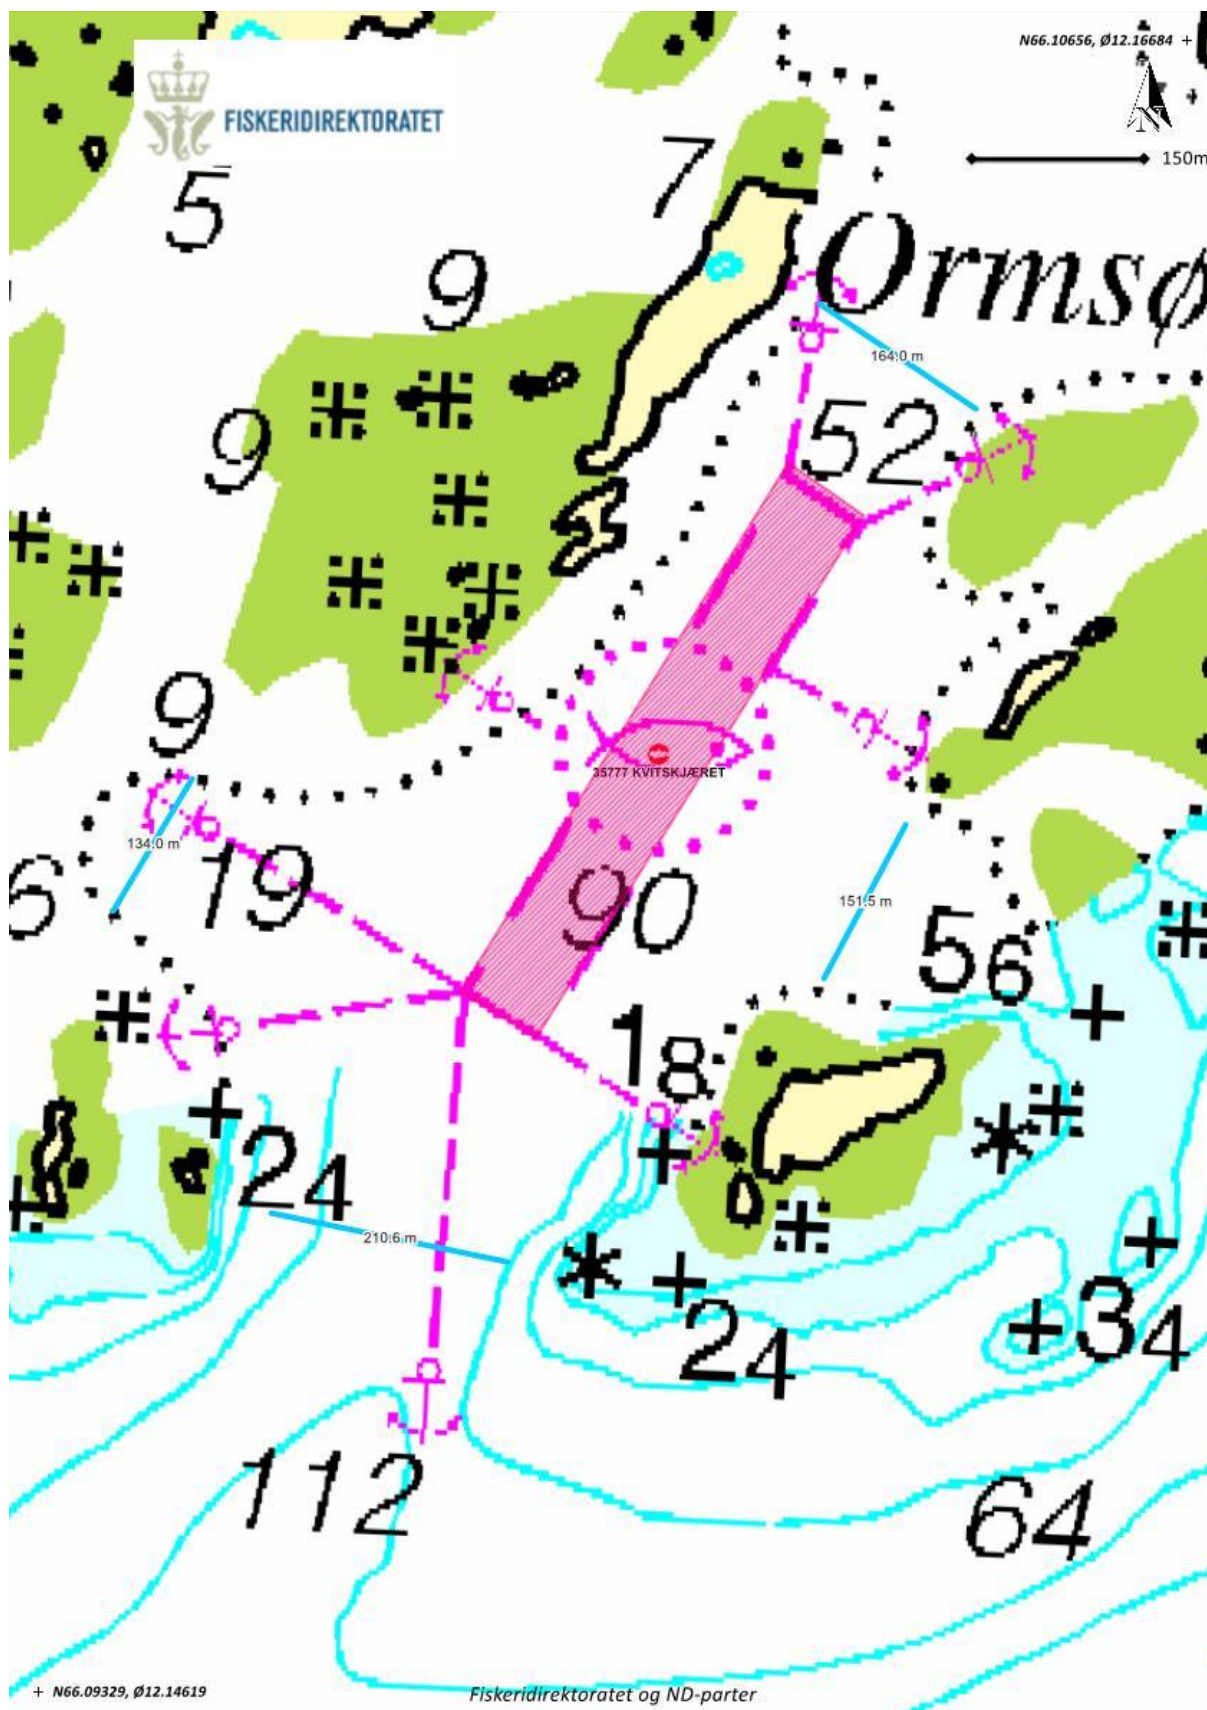 N66.10656, Ø12.16684 +
FISKERIDIREKTORATET
N
150m
5
7
9
Ormsø
164.0 m
9
52
9
35777 KVITSKJÆRET
134.0 m
19
6
90
151.5 m
56
18
24
210.6 m
24
34
112
64
+ N66.09329, Ø12.14619
Fiskeridirektoratet og ND-parter